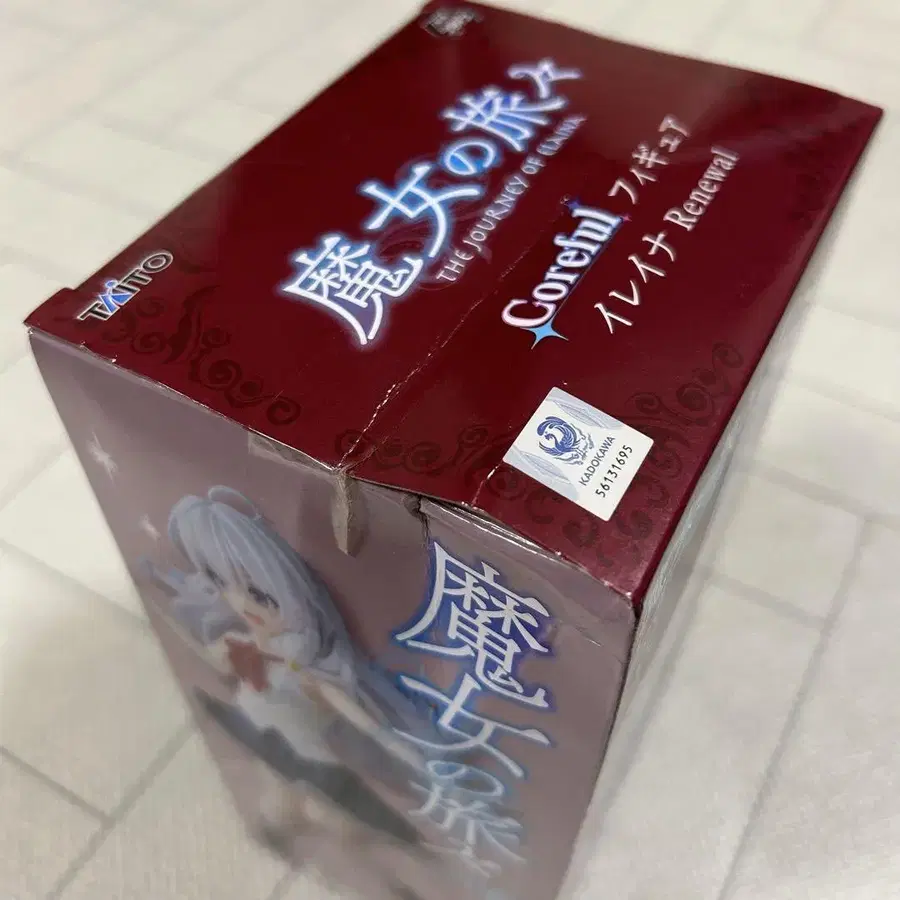 TAITO
魔女の旅々
THE JOURNEY OF ELAINA
Coreful フィギュア
イレイナ Renewal
KADOKAWA
56131695
魔女の旅々